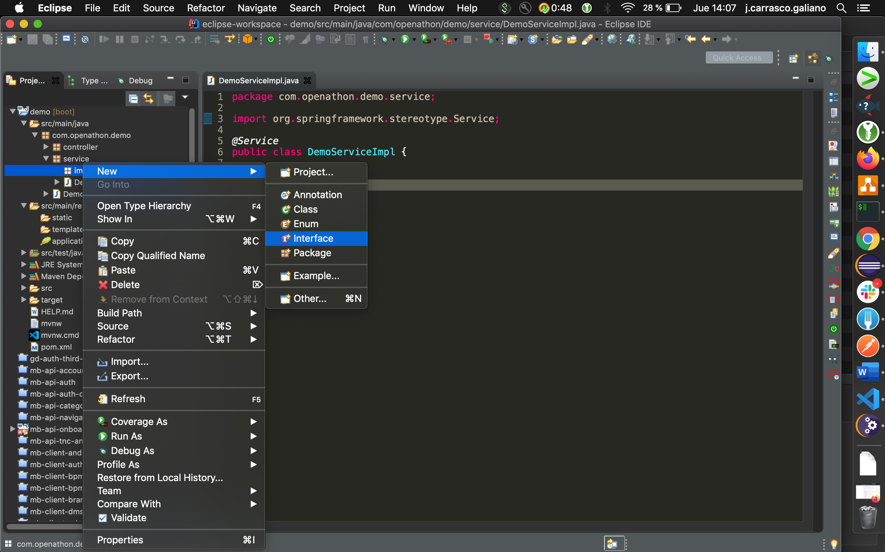 Eclipse File Edit Source Refactor Navigate Search Project Run Window Help 0:48 28 % Jue 14:07 j.carrasco.galiano
eclipse-workspace - demo/src/main/java/com/openathon/demo/service/DemoServiceImpl.java - Eclipse IDE
Quick Access
Proje... Type ... Debug
DemoServiceImpl.java
demo [boot]
src/main/java
com.openathon.demo
controller
service
im
De
Demo
src/main/re
static
template
applicati
src/test/java
JRE System
Maven Depe
src
target
HELP.md
mvnw
mvnw.cmd
pom.xml
gd-auth-third-
mb-api-accou
mb-api-auth
mb-api-auth-c
mb-api-catego
mb-api-naviga
mb-api-onboa
mb-api-tnc-an
mb-client-and
mb-client-auth
mb-client-bpm
mb-client-bpm
mb-client-bran
mb-client-dms
com.openathon.de
1 package com.openathon.demo.service;
2
3 import org.springframework.stereotype.Service;
4
5 @Service
6 public class DemoServiceImpl {
7
New
Go Into
Open Type Hierarchy F4
Show In ⌥⌘W
Copy ⌘C
Copy Qualified Name
Paste ⌘V
Delete ⌦
Remove from Context ⌥⇧⌘↓
Build Path
Source ⌥⌘S
Refactor ⌥⌘T
Import...
Export...
Refresh F5
Coverage As
Run As
Debug As
Profile As
Restore from Local History...
Team
Compare With
Validate
Properties ⌘I
Project...
Annotation
Class
Enum
Interface
Package
Example...
Other... ⌘N